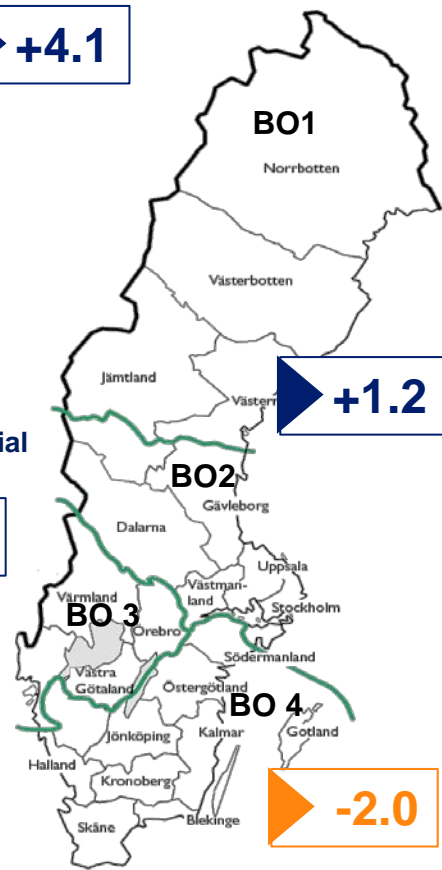 +4.1
BO1
Norrbotten
Västerbotten
Jämtland
Västerr
+1.2
ial
BO2
Gävleborg
Dalarna
Uppsala
Västman-
land
Värmland
Stockholm
BO 3
Örebro
Södermanland
Västra
Götaland
Östergötland
BO 4
Gotland
Kalmar
Jönköping
Halland
Kronoberg
-2.0
Blekinge
Skåne